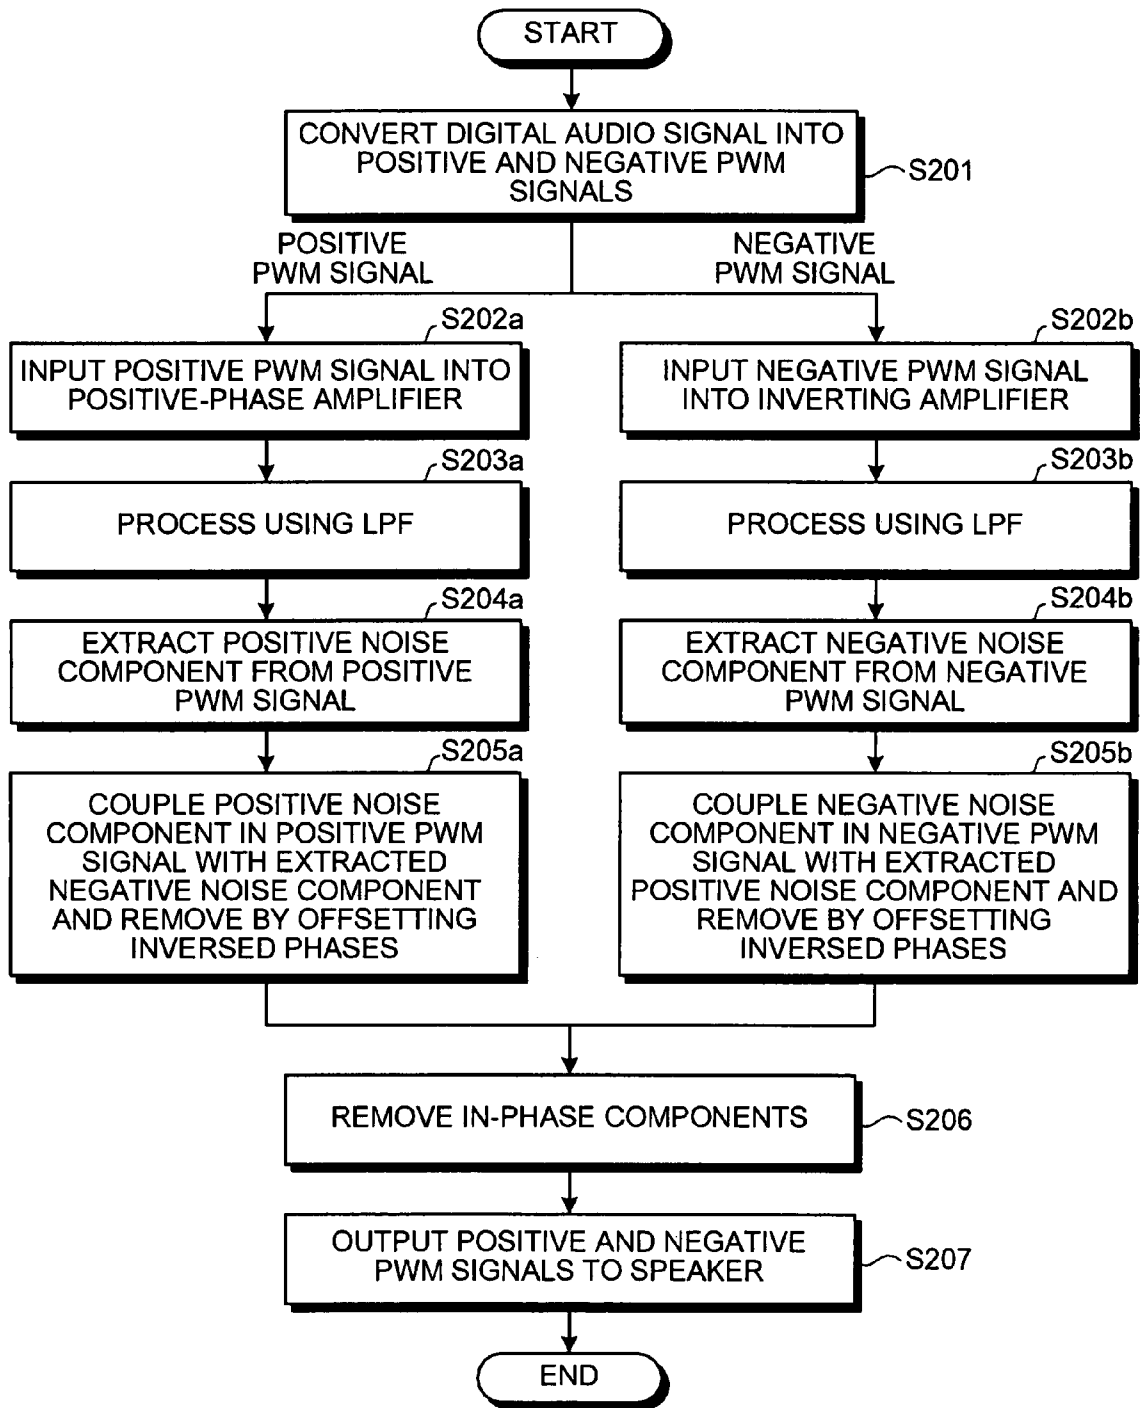 START
CONVERT DIGITAL AUDIO SIGNAL INTO
POSITIVE AND NEGATIVE PWM
SIGNALS
S201
POSITIVE
PWM SIGNAL
NEGATIVE
PWM SIGNAL
S202a
INPUT POSITIVE PWM SIGNAL INTO
POSITIVE-PHASE AMPLIFIER
S202b
INPUT NEGATIVE PWM SIGNAL
INTO INVERTING AMPLIFIER
S203a
PROCESS USING LPF
S203b
PROCESS USING LPF
S204a
EXTRACT POSITIVE NOISE
COMPONENT FROM POSITIVE
PWM SIGNAL
S204b
EXTRACT NEGATIVE NOISE
COMPONENT FROM NEGATIVE
PWM SIGNAL
S205a
COUPLE POSITIVE NOISE
COMPONENT IN POSITIVE PWM
SIGNAL WITH EXTRACTED
NEGATIVE NOISE COMPONENT
AND REMOVE BY OFFSETTING
INVERSED PHASES
S205b
COUPLE NEGATIVE NOISE
COMPONENT IN NEGATIVE PWM
SIGNAL WITH EXTRACTED
POSITIVE NOISE COMPONENT AND
REMOVE BY OFFSETTING
INVERSED PHASES
REMOVE IN-PHASE COMPONENTS
S206
OUTPUT POSITIVE AND NEGATIVE
PWM SIGNALS TO SPEAKER
S207
END